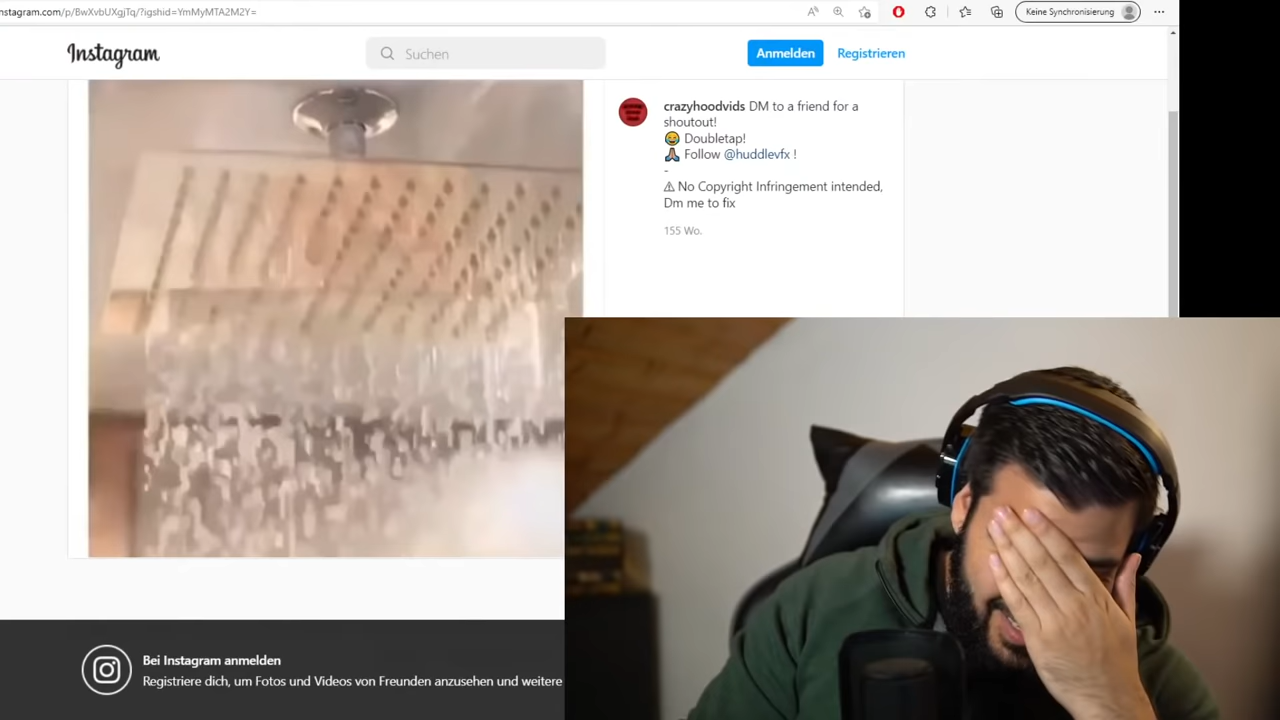 nstagram.com/p/BwXvbUXgjTq/?igshid=YmMyMTA2M2Y=
Keine Synchronisierung
Instagram
Suchen
Anmelden
Registrieren
crazyhoodvids DM to a friend for a
shoutout!
😂 Doubletap!
🙏🏽 Follow @huddlevfx !
-
⚠ No Copyright Infringement intended,
Dm me to fix
155 Wo.
Bei Instagram anmelden
Registriere dich, um Fotos und Videos von Freunden anzusehen und weitere